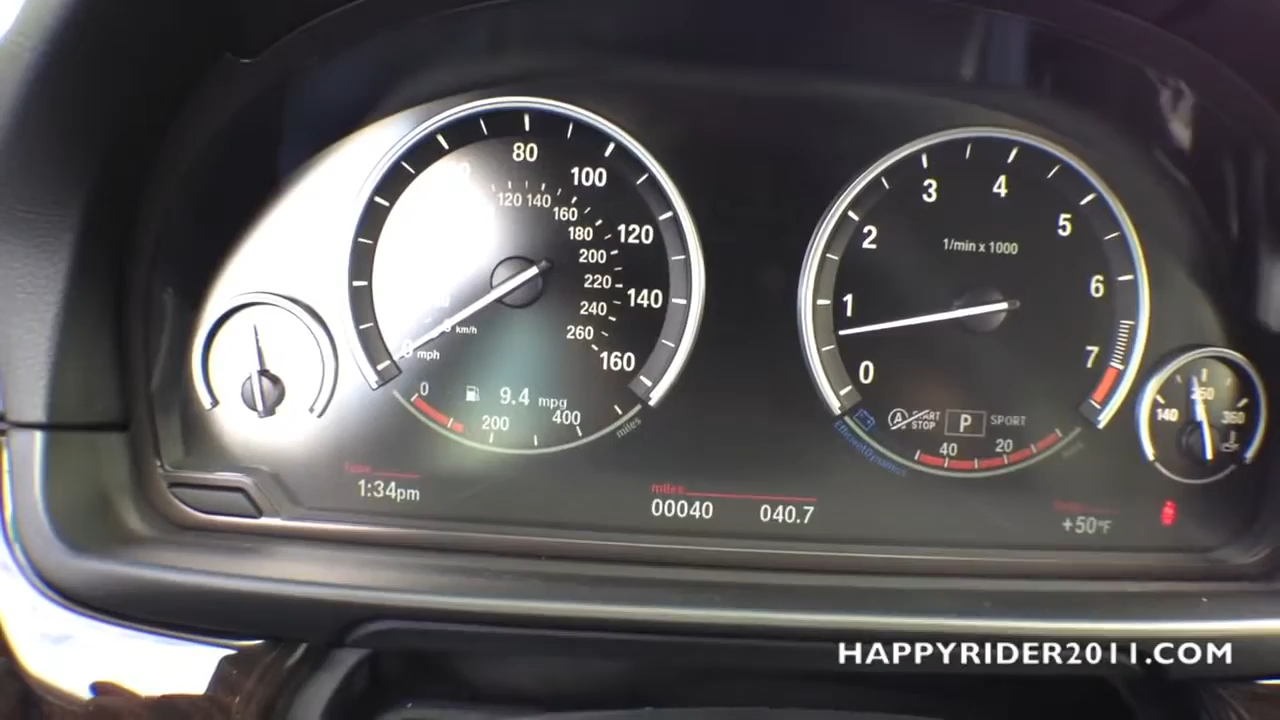 80
100
120 140
160
180
120
200
220
140
240
260
km/h
0 mph
160
0
9.4 mpg
200
400
miles
1:34pm
miles
00040 040.7
3
4
5
2
1/min x 1000
6
1
7
0
A START STOP
P
SPORT
40
20
EfficientDynamics
140
250
350
+50°F
HAPPYRIDER2011.COM